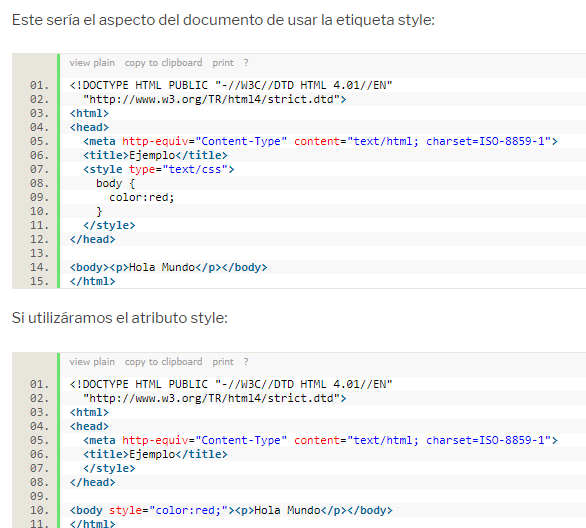 Este sería el aspecto del documento de usar la etiqueta style:
view plain copy to clipboard print ?
01. <!DOCTYPE HTML PUBLIC "-//W3C//DTD HTML 4.01//EN"
02.   "http://www.w3.org/TR/html4/strict.dtd">
03. <html>
04. <head>
05.   <meta http-equiv="Content-Type" content="text/html; charset=ISO-8859-1">
06.   <title>Ejemplo</title>
07.   <style type="text/css">
08.     body {
09.       color:red;
10.     }
11.   </style>
12. </head>
13.
14. <body><p>Hola Mundo</p></body>
15. </html>
Si utilizáramos el atributo style:
view plain copy to clipboard print ?
01. <!DOCTYPE HTML PUBLIC "-//W3C//DTD HTML 4.01//EN"
02.   "http://www.w3.org/TR/html4/strict.dtd">
03. <html>
04. <head>
05.   <meta http-equiv="Content-Type" content="text/html; charset=ISO-8859-1">
06.   <title>Ejemplo</title>
07.   </style>
08. </head>
09.
10. <body style="color:red;"><p>Hola Mundo</p></body>
11. </html>